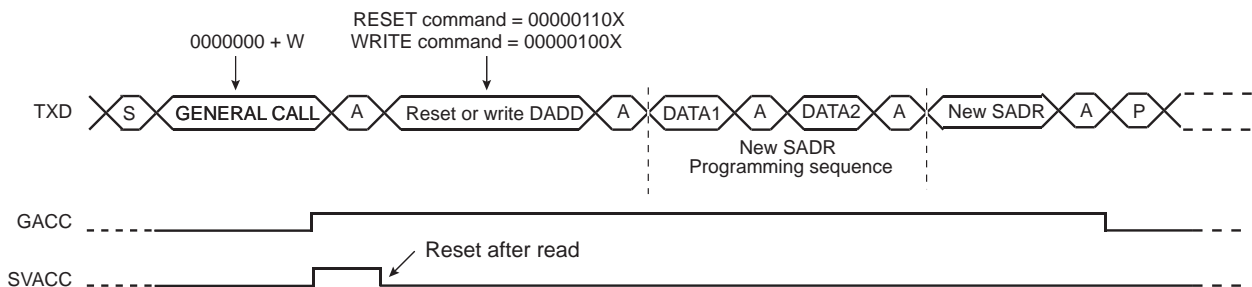 RESET command = 00000110X
0000000 + W
WRITE command = 00000100X
TXD
S
GENERAL CALL
A
Reset or write DADD
A
DATA1
A
DATA2
A
New SADR
A
P
New SADR
Programming sequence
GACC
Reset after read
SVACC